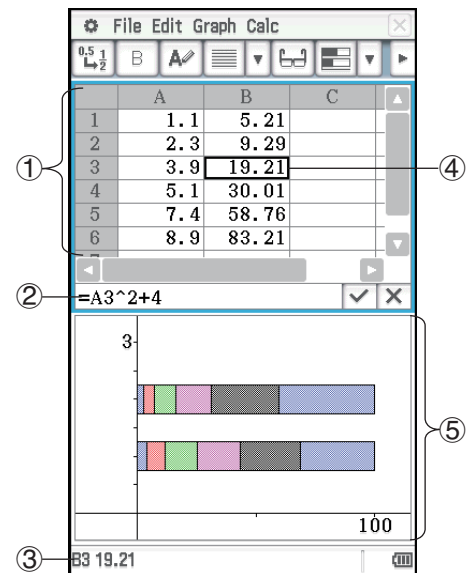 File Edit Graph Calc
0.5 1 2 B A
A B C
1 1.1 5.21
2 2.3 9.29
① 3 3.9 19.21 ④
4 5.1 30.01
5 7.4 58.76
6 8.9 83.21
② =A3^2+4
3
⑤
100
③ B3 19.21